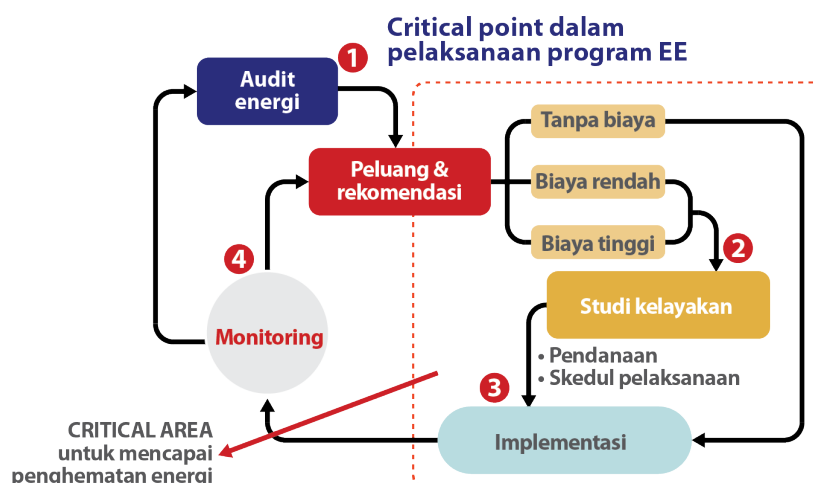 Critical point dalam
pelaksanaan program EE
1
Audit
energi
Peluang &
rekomendasi
Tanpa biaya
Biaya rendah
Biaya tinggi
2
Studi kelayakan
• Pendanaan
• Skedul pelaksanaan
3
Implementasi
4
Monitoring
CRITICAL AREA
untuk mencapai
penghematan energi